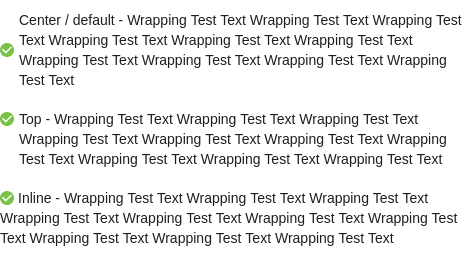 Center / default - Wrapping Test Text Wrapping Test Text Wrapping Test
Text Wrapping Test Text Wrapping Test Text Wrapping Test Text
Wrapping Test Text Wrapping Test Text Wrapping Test Text Wrapping
Test Text
Top - Wrapping Test Text Wrapping Test Text Wrapping Test Text
Wrapping Test Text Wrapping Test Text Wrapping Test Text Wrapping
Test Text Wrapping Test Text Wrapping Test Text Wrapping Test Text
Inline - Wrapping Test Text Wrapping Test Text Wrapping Test Text
Wrapping Test Text Wrapping Test Text Wrapping Test Text Wrapping Test
Text Wrapping Test Text Wrapping Test Text Wrapping Test Text